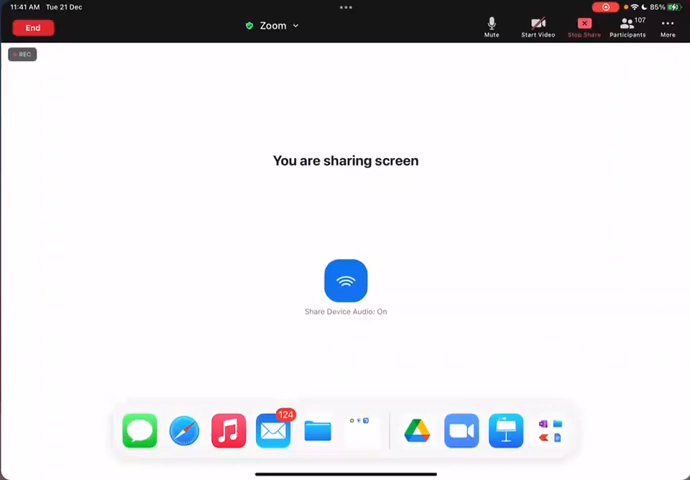 11:41 AM Tue 21 Dec
85%
End
Zoom
Mute
Start Video
Stop Share
107
Participants
More
REC
You are sharing screen
Share Device Audio: On
124